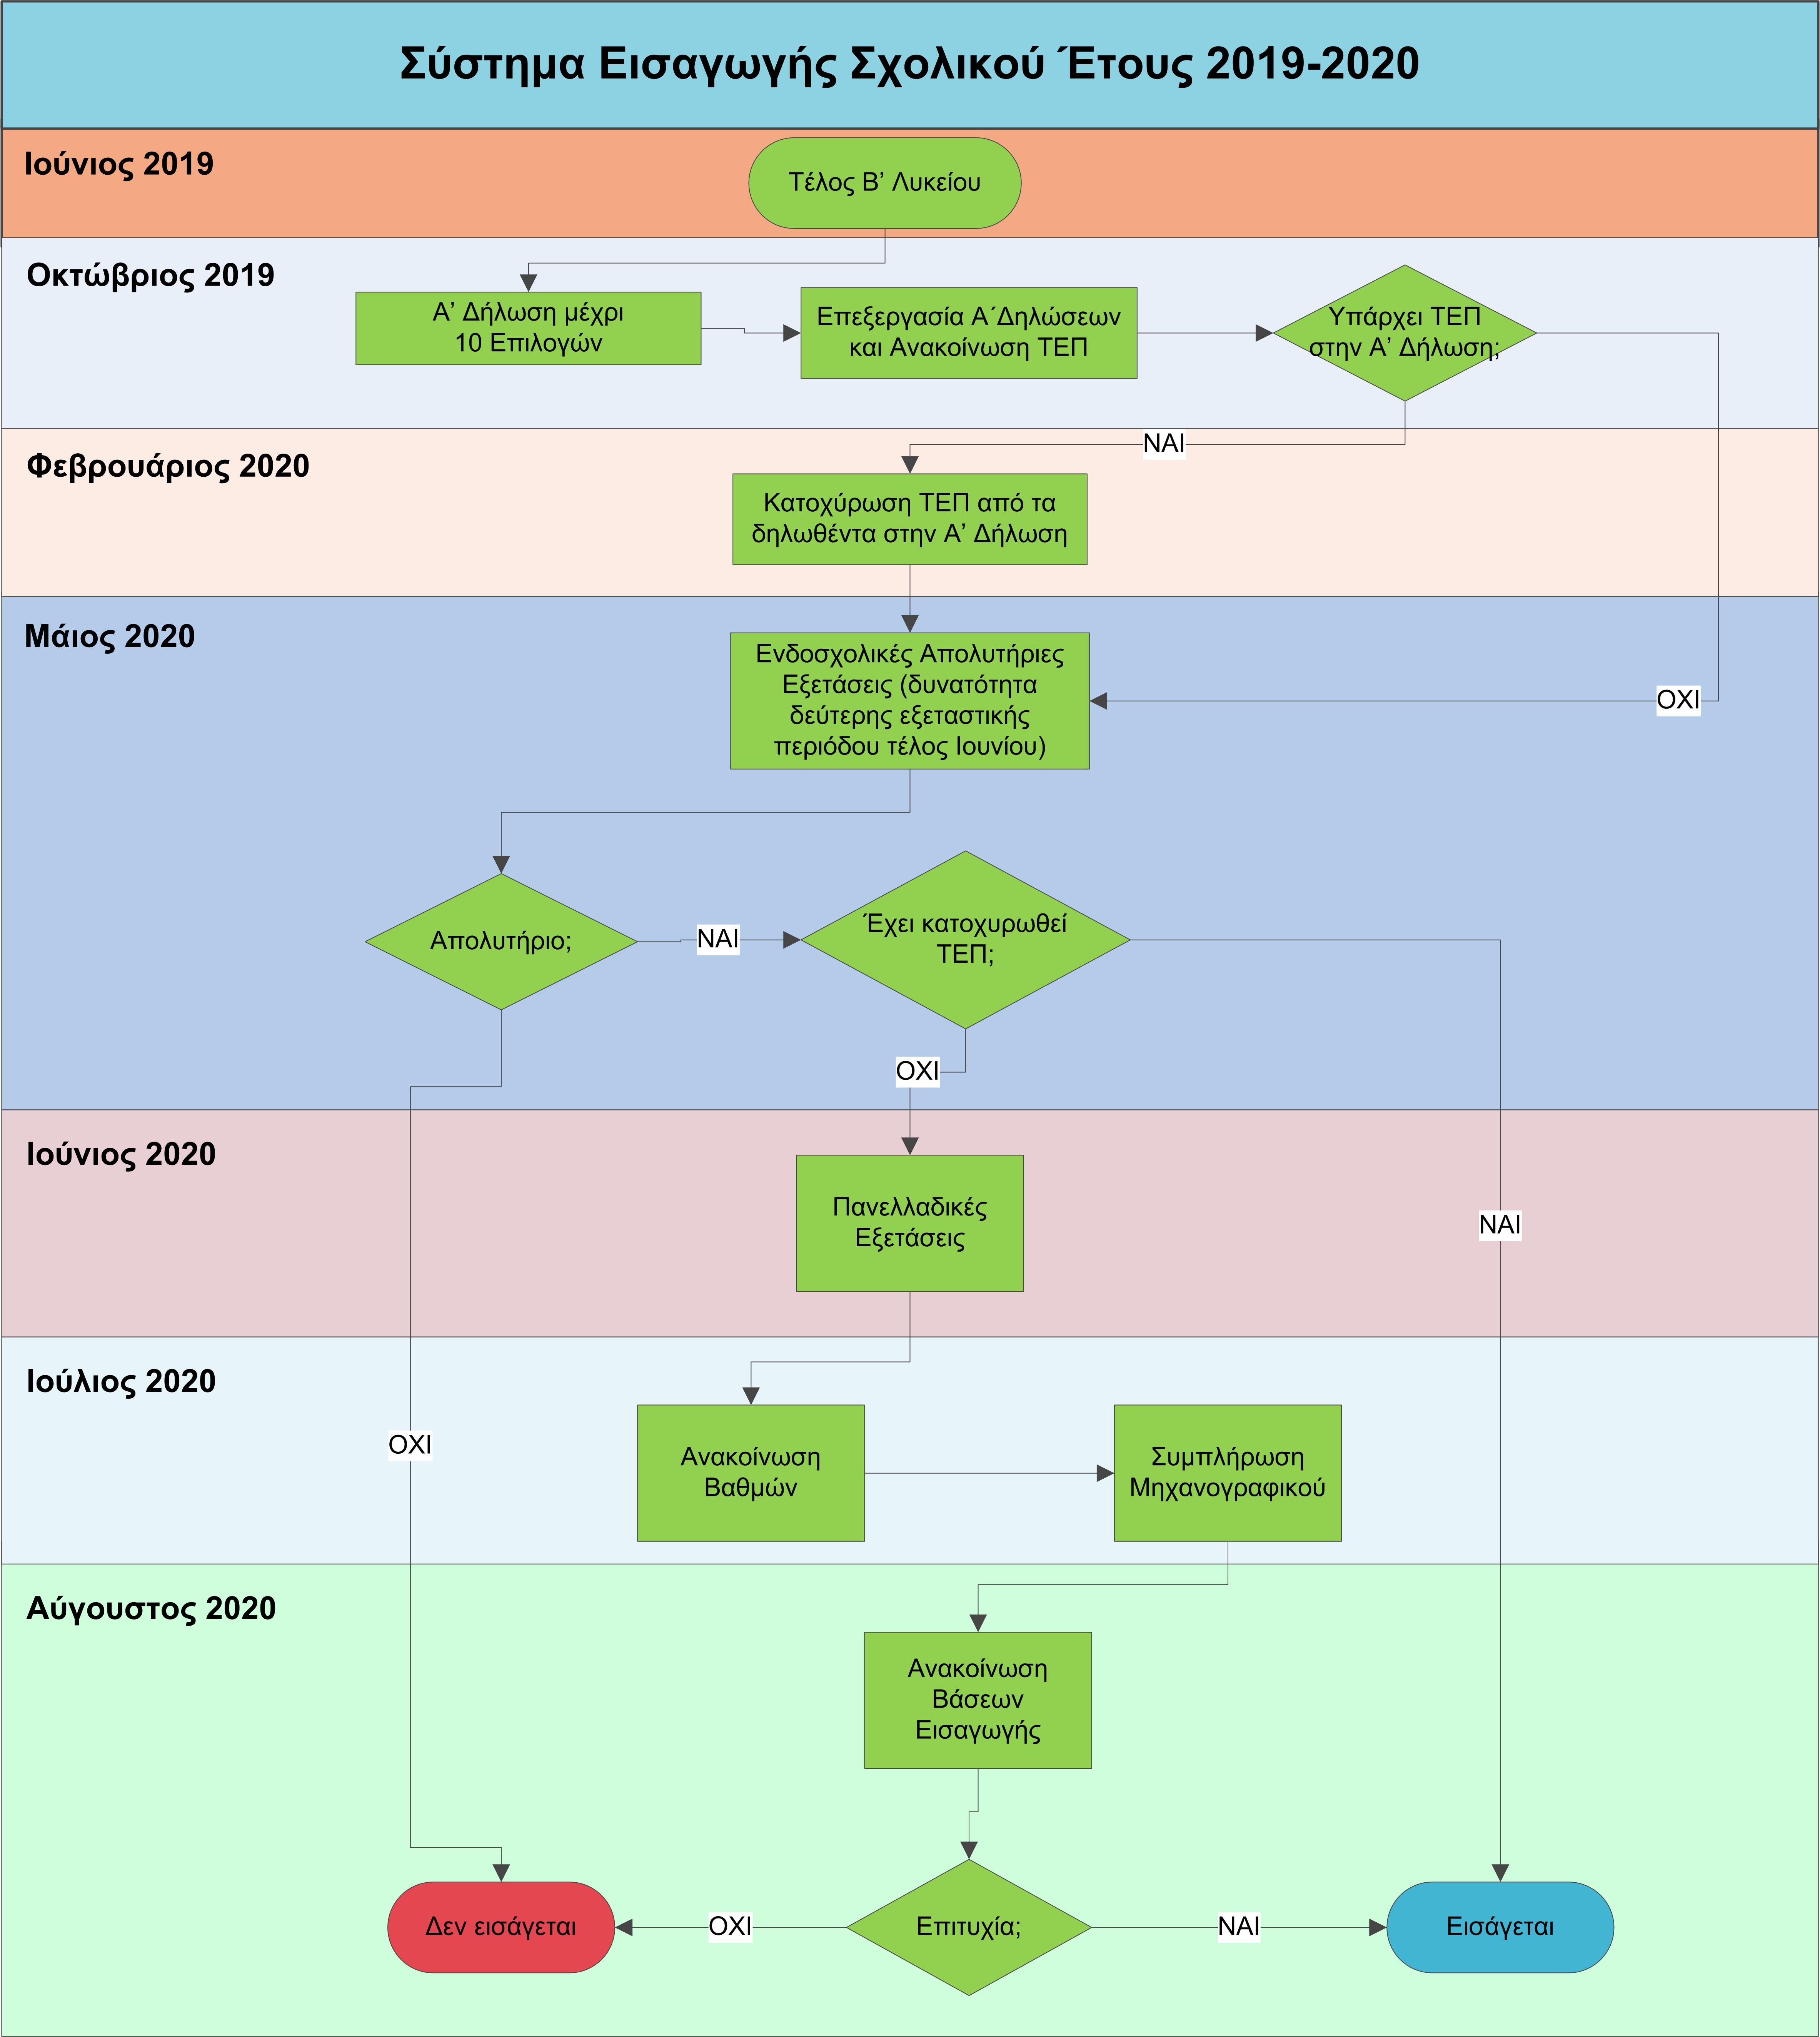 Σύστημα Εισαγωγής Σχολικού Έτους 2019-2020
Ιούνιος 2019
Τέλος Β’ Λυκείου
Οκτώβριος 2019
Α’ Δήλωση μέχρι
10 Επιλογών
Επεξεργασία Α΄Δηλώσεων
και Ανακοίνωση ΤΕΠ
Υπάρχει ΤΕΠ
στην Α’ Δήλωση;
ΝΑΙ
Φεβρουάριος 2020
Κατοχύρωση ΤΕΠ από τα
δηλωθέντα στην Α’ Δήλωση
Μάιος 2020
Ενδοσχολικές Απολυτήριες
Εξετάσεις (δυνατότητα
δεύτερης εξεταστικής
περιόδου τέλος Ιουνίου)
ΟΧΙ
Απολυτήριο;
ΝΑΙ
Έχει κατοχυρωθεί
ΤΕΠ;
ΟΧΙ
Ιούνιος 2020
Πανελλαδικές
Εξετάσεις
ΝΑΙ
Ιούλιος 2020
ΟΧΙ
Ανακοίνωση
Βαθμών
Συμπλήρωση
Μηχανογραφικού
Αύγουστος 2020
Ανακοίνωση
Βάσεων
Εισαγωγής
Δεν εισάγεται
ΟΧΙ
Επιτυχία;
ΝΑΙ
Εισάγεται